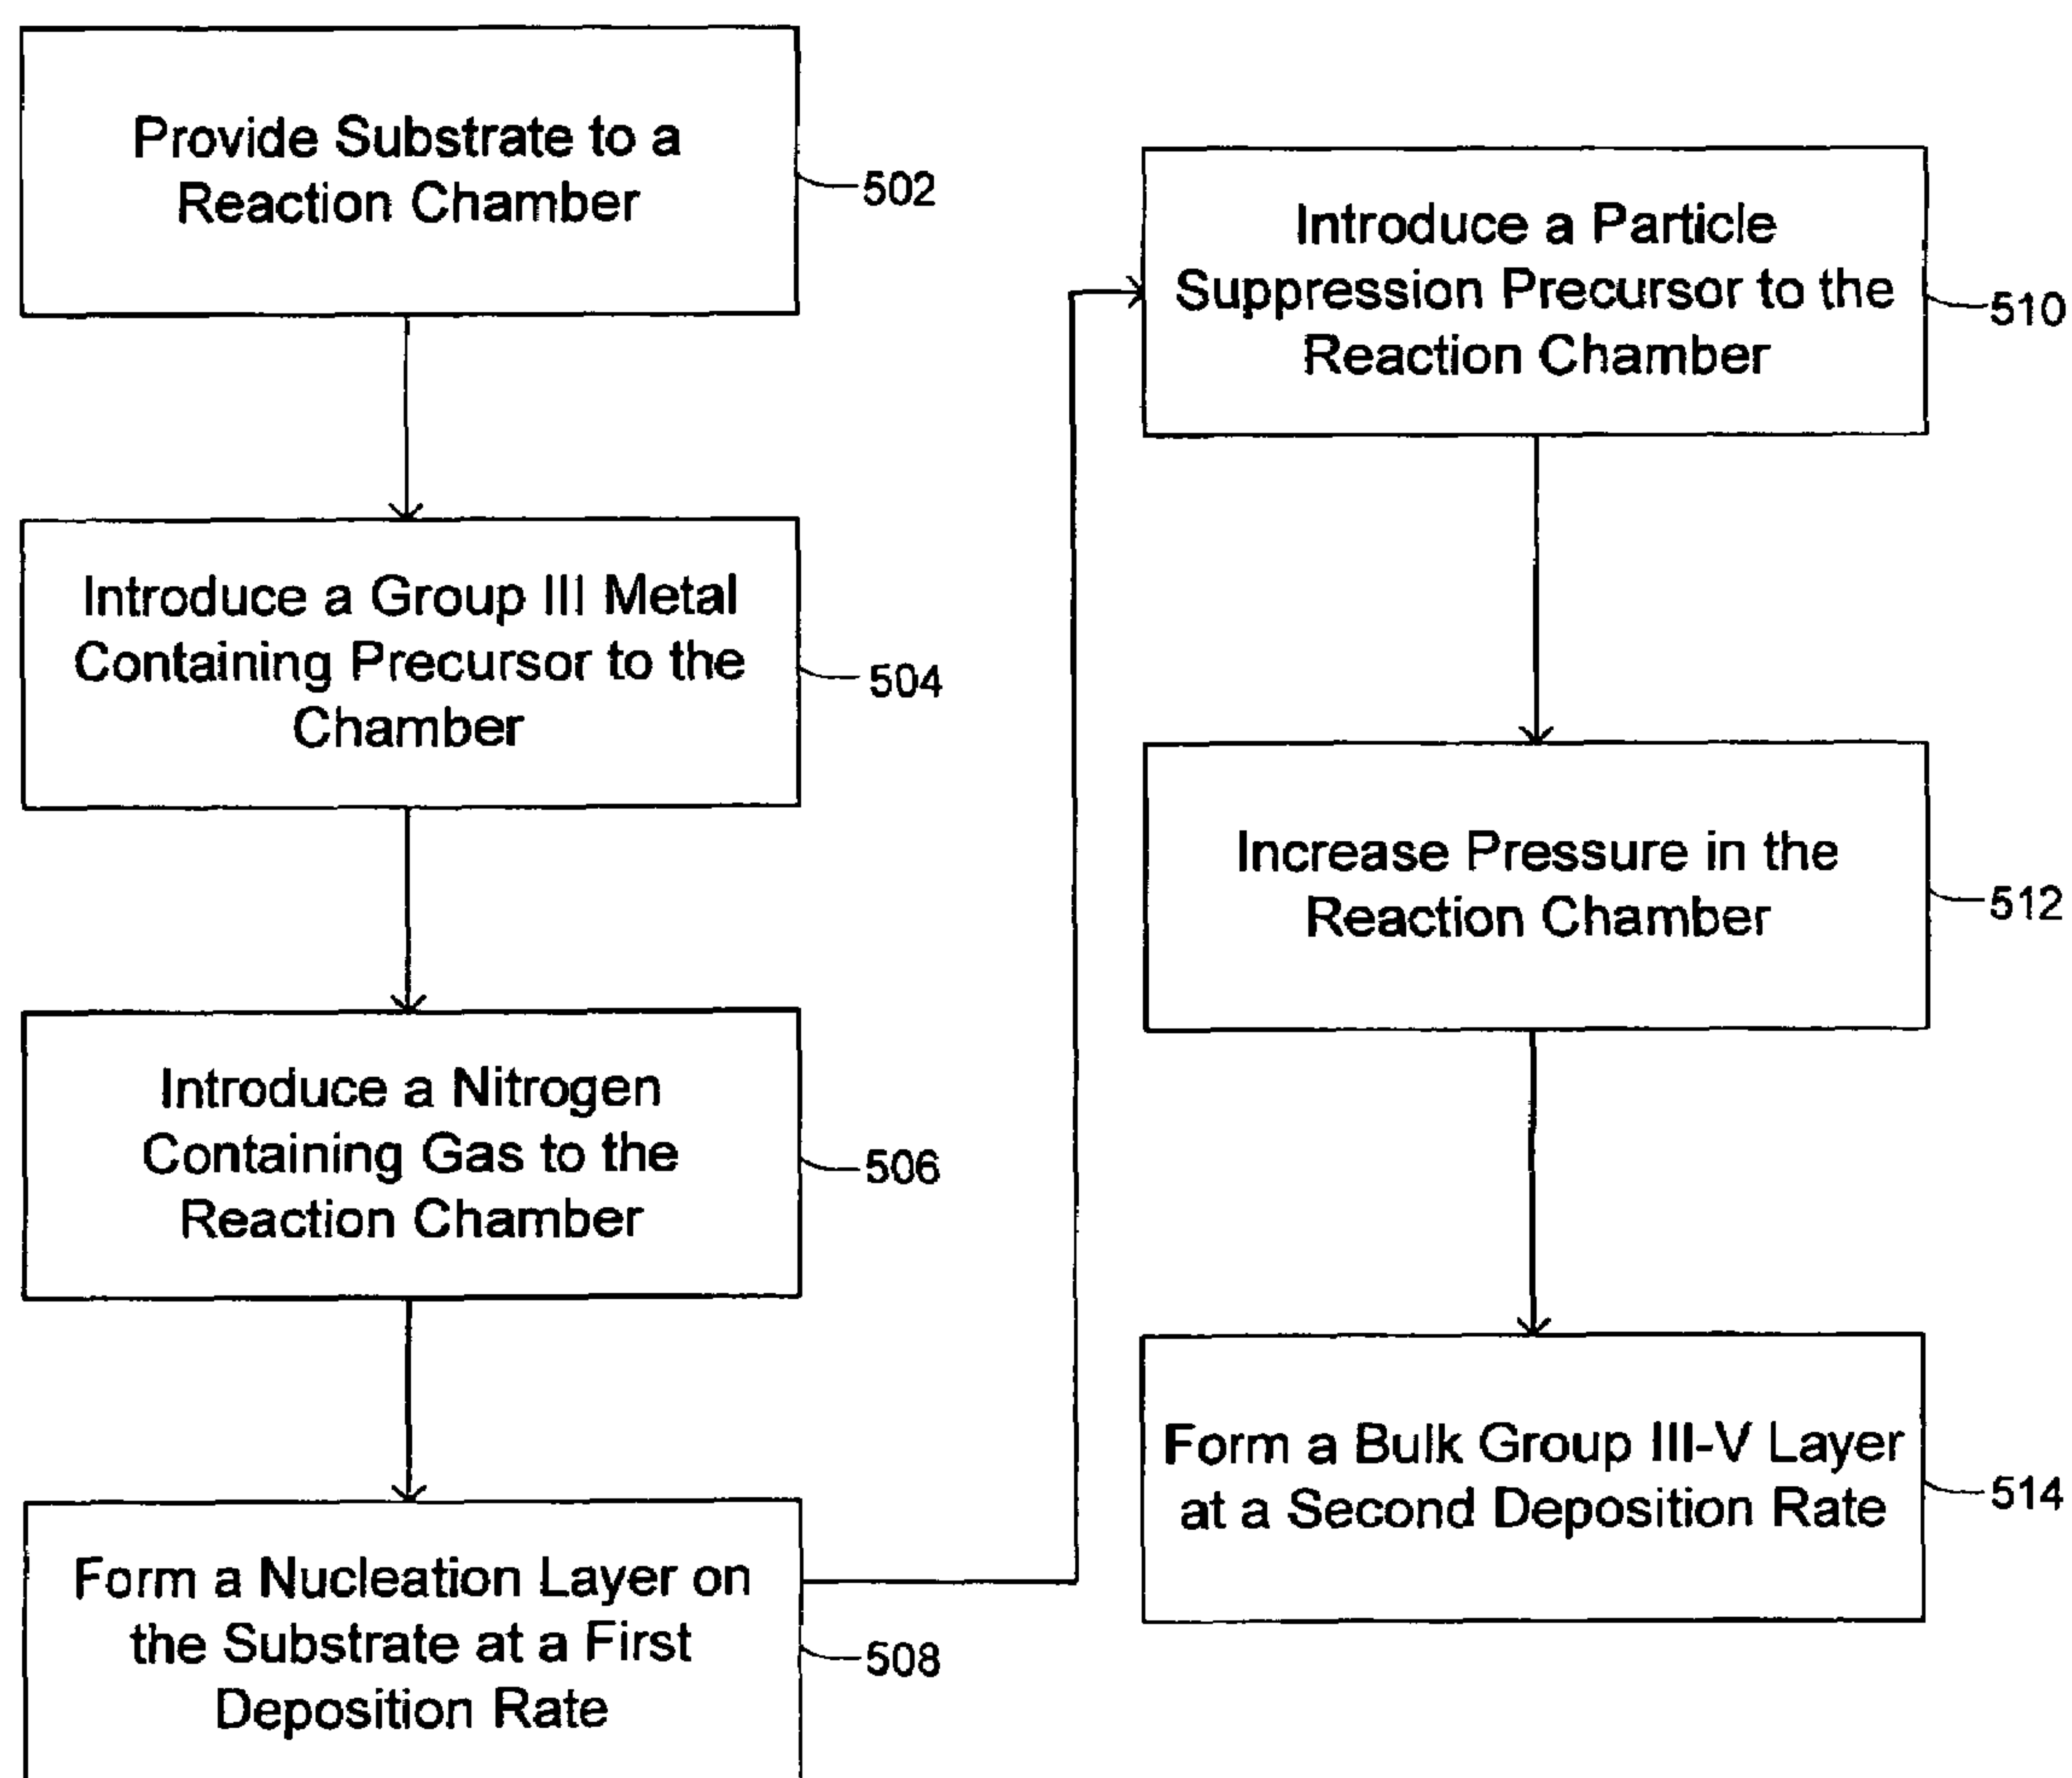 Provide Substrate to a
Reaction Chamber
502
Introduce a Group III Metal
Containing Precursor to the
Chamber
504
Introduce a Nitrogen
Containing Gas to the
Reaction Chamber
506
Form a Nucleation Layer on
the Substrate at a First
Deposition Rate
508
Introduce a Particle
Suppression Precursor to the
Reaction Chamber
510
Increase Pressure in the
Reaction Chamber
512
Form a Bulk Group III-V Layer
at a Second Deposition Rate
514